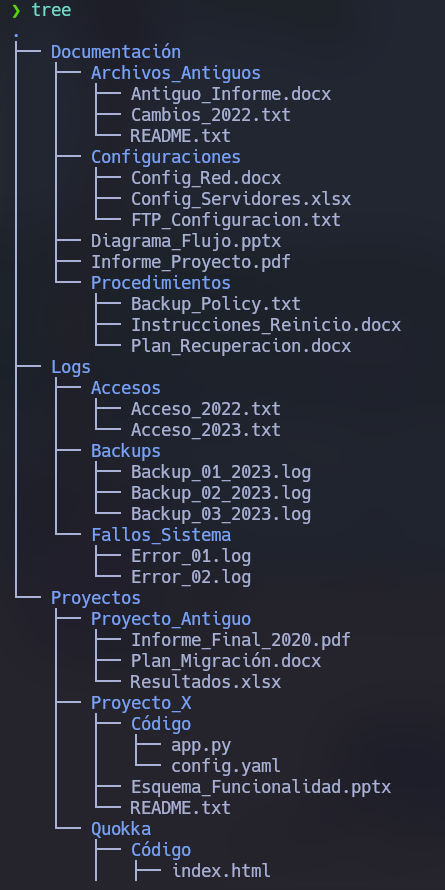 ❯ tree
.
├── Documentación
│   ├── Archivos_Antiguos
│   │   ├── Antiguo_Informe.docx
│   │   ├── Cambios_2022.txt
│   │   └── README.txt
│   ├── Configuraciones
│   │   ├── Config_Red.docx
│   │   ├── Config_Servidores.xlsx
│   │   └── FTP_Configuracion.txt
│   ├── Diagrama_Flujo.pptx
│   ├── Informe_Proyecto.pdf
│   └── Procedimientos
│       ├── Backup_Policy.txt
│       ├── Instrucciones_Reinicio.docx
│       └── Plan_Recuperacion.docx
├── Logs
│   ├── Accesos
│   │   ├── Acceso_2022.txt
│   │   └── Acceso_2023.txt
│   ├── Backups
│   │   ├── Backup_01_2023.log
│   │   ├── Backup_02_2023.log
│   │   └── Backup_03_2023.log
│   └── Fallos_Sistema
│       ├── Error_01.log
│       └── Error_02.log
└── Proyectos
    ├── Proyecto_Antiguo
    │   ├── Informe_Final_2020.pdf
    │   ├── Plan_Migración.docx
    │   └── Resultados.xlsx
    ├── Proyecto_X
    │   ├── Código
    │   │   ├── app.py
    │   │   └── config.yaml
    │   ├── Esquema_Funcionalidad.pptx
    │   └── README.txt
    └── Quokka
        ├── Código
        │   ├── index.html